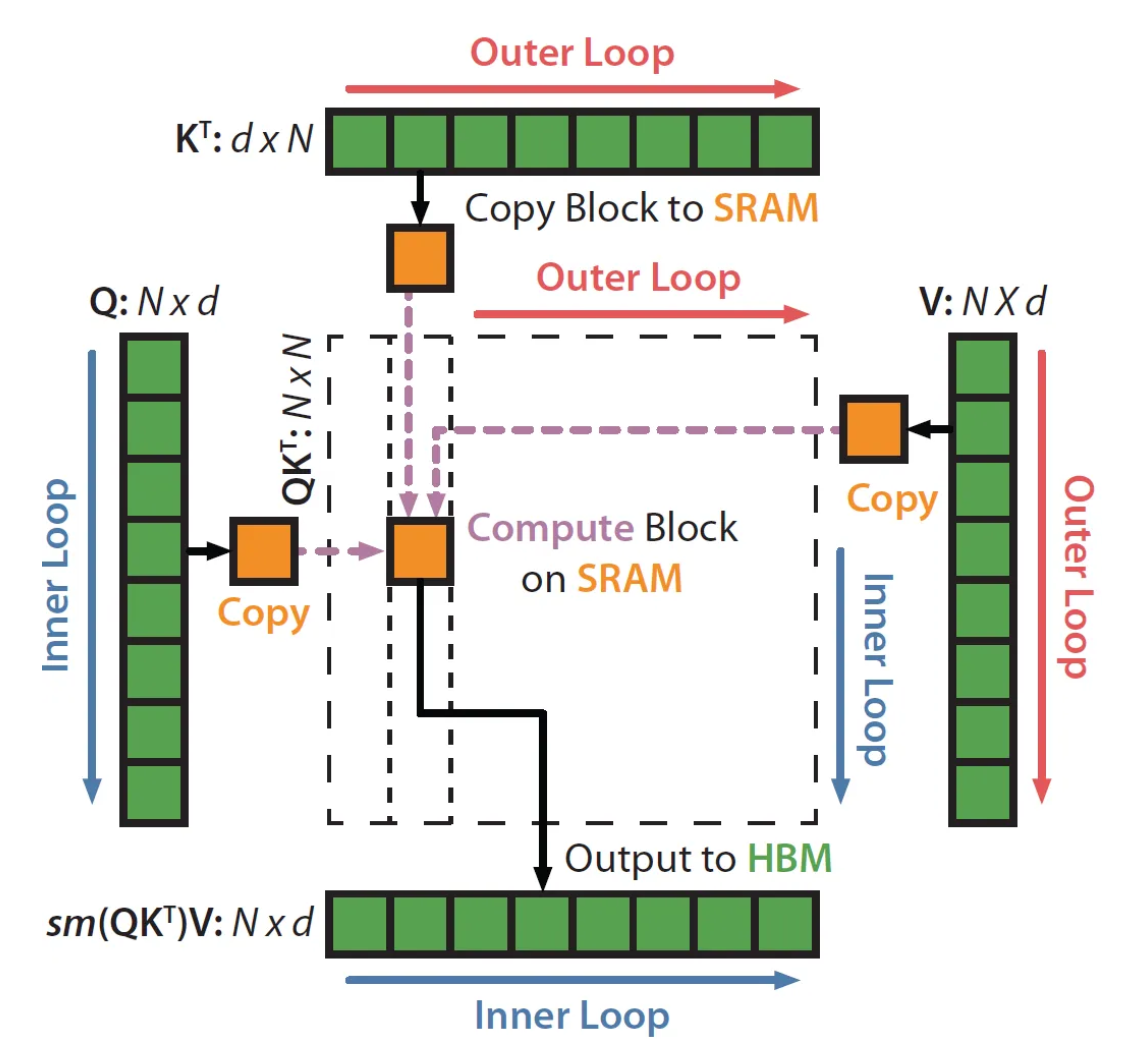 Outer Loop
Kᵀ: d x N
Copy Block to SRAM
Outer Loop
Q: N x d
V: N X d
QKᵀ: N x N
Copy
Inner Loop
Outer Loop
Compute Block
on SRAM
Copy
Inner Loop
Output to HBM
sm(QKᵀ)V: N x d
Inner Loop